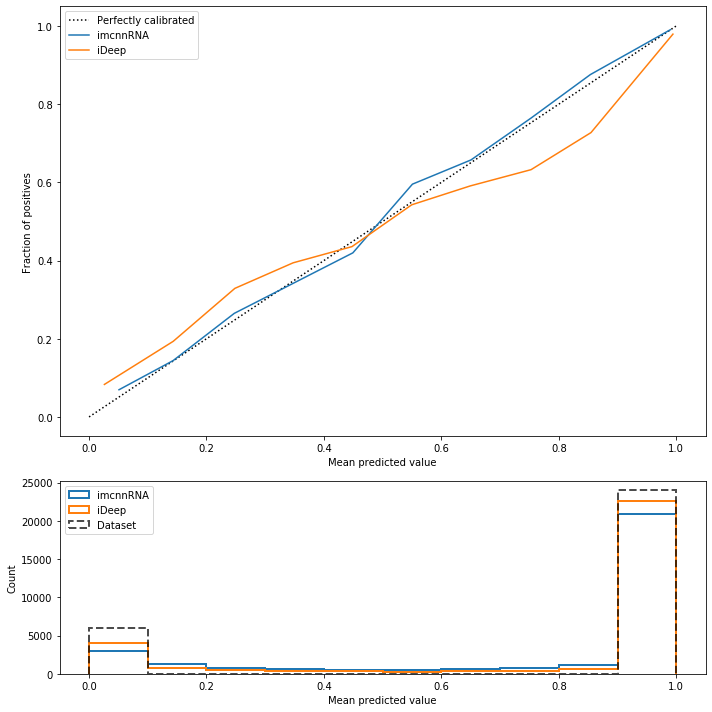 Perfectly calibrated
imcnnRNA
iDeep
1.0
0.8
0.6
0.4
0.2
0.0
Fraction of positives
0.0 0.2 0.4 0.6 0.8 1.0
Mean predicted value
imcnnRNA
iDeep
Dataset
25000
20000
15000
10000
5000
0
Count
0.0 0.2 0.4 0.6 0.8 1.0
Mean predicted value